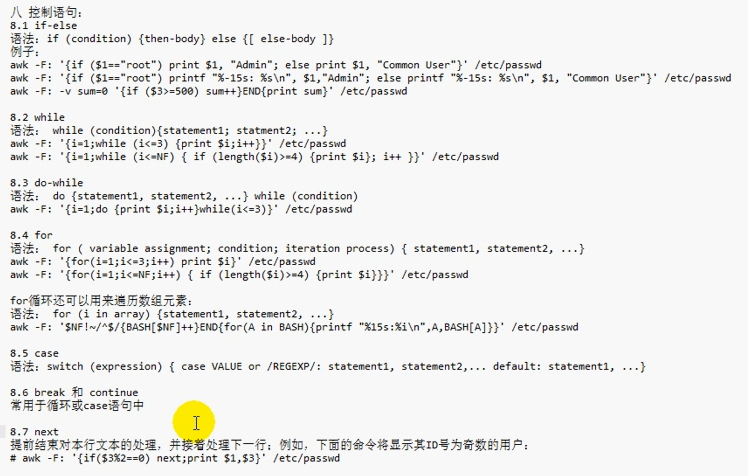 八 控制语句：
8.1 if-else
语法：if (condition) {then-body} else {[ else-body ]}
例子：
awk -F: '{if ($1=="root") print $1, "Admin"; else print $1, "Common User"}' /etc/passwd
awk -F: '{if ($1=="root") printf "%-15s: %s\n", $1,"Admin"; else printf "%-15s: %s\n", $1, "Common User"}' /etc/passwd
awk -F: -v sum=0 '{if ($3>=500) sum++}END{print sum}' /etc/passwd
8.2 while
语法： while (condition){statement1; statment2; ...}
awk -F: '{i=1;while (i<=3) {print $i;i++}}' /etc/passwd
awk -F: '{i=1;while (i<=NF) { if (length($i)>=4) {print $i}; i++ }}' /etc/passwd
8.3 do-while
语法： do {statement1, statement2, ...} while (condition)
awk -F: '{i=1;do {print $i;i++}while(i<=3)}' /etc/passwd
8.4 for
语法： for ( variable assignment; condition; iteration process) { statement1, statement2, ...}
awk -F: '{for(i=1;i<=3;i++) print $i}' /etc/passwd
awk -F: '{for(i=1;i<=NF;i++) { if (length($i)>=4) {print $i}}}' /etc/passwd
for循环还可以用来遍历数组元素：
语法： for (i in array) {statement1, statement2, ...}
awk -F: '$NF!~/^$/{BASH[$NF]++}END{for(A in BASH){printf "%15s:%i\n",A,BASH[A]}}' /etc/passwd
8.5 case
语法：switch (expression) { case VALUE or /REGEXP/: statement1, statement2,... default: statement1, ...}
8.6 break 和 continue
常用于循环或case语句中
8.7 next
提前结束对本行文本的处理，并接着处理下一行；例如，下面的命令将显示其ID号为奇数的用户：
# awk -F: '{if($3%2==0) next;print $1,$3}' /etc/passwd